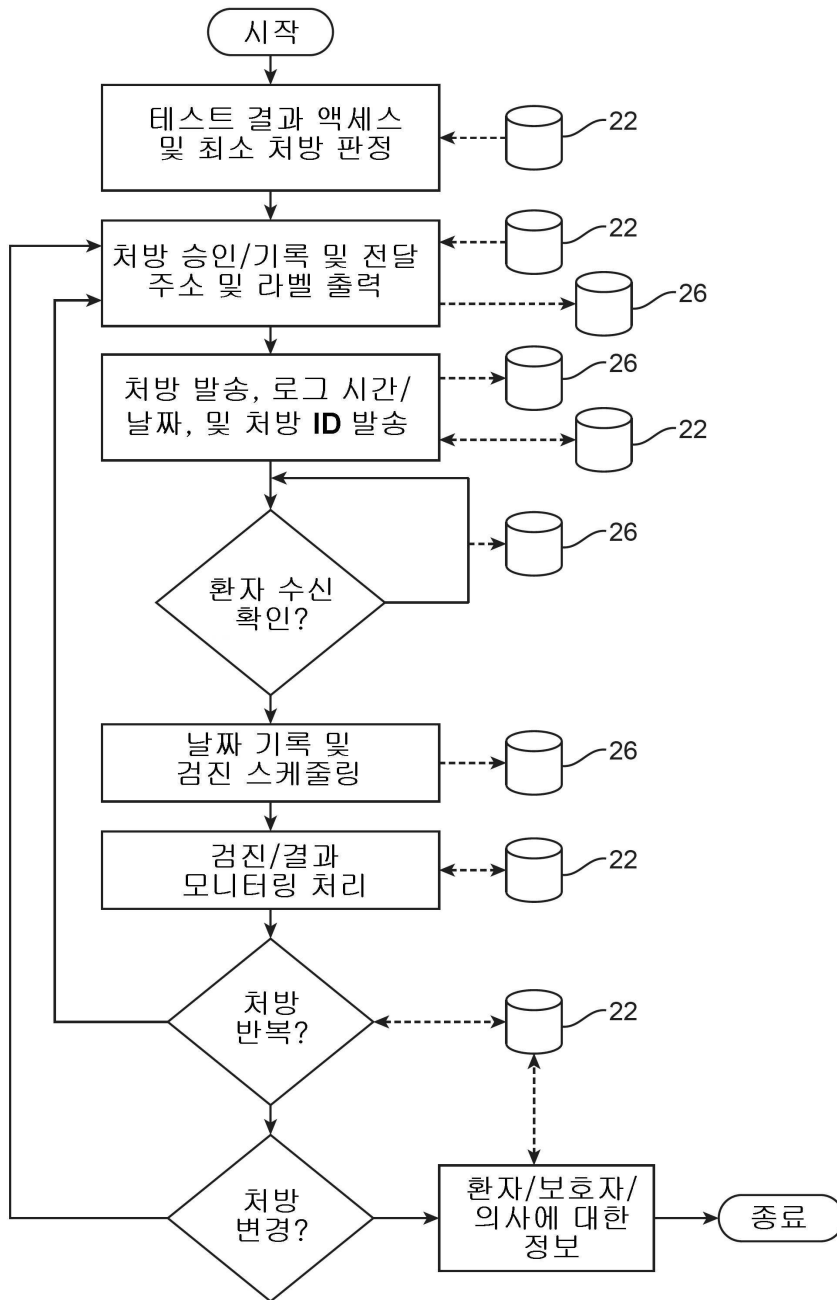 시작
테스트 결과 액세스
및 최소 처방 판정
22
처방 승인/기록 및 전달
주소 및 라벨 출력
22
26
처방 발송, 로그 시간/
날짜, 및 처방 ID 발송
26
22
환자 수신
확인?
26
날짜 기록 및
검진 스케줄링
26
검진/결과
모니터링 처리
22
처방
반복?
22
처방
변경?
환자/보호자/
의사에 대한
정보
종료